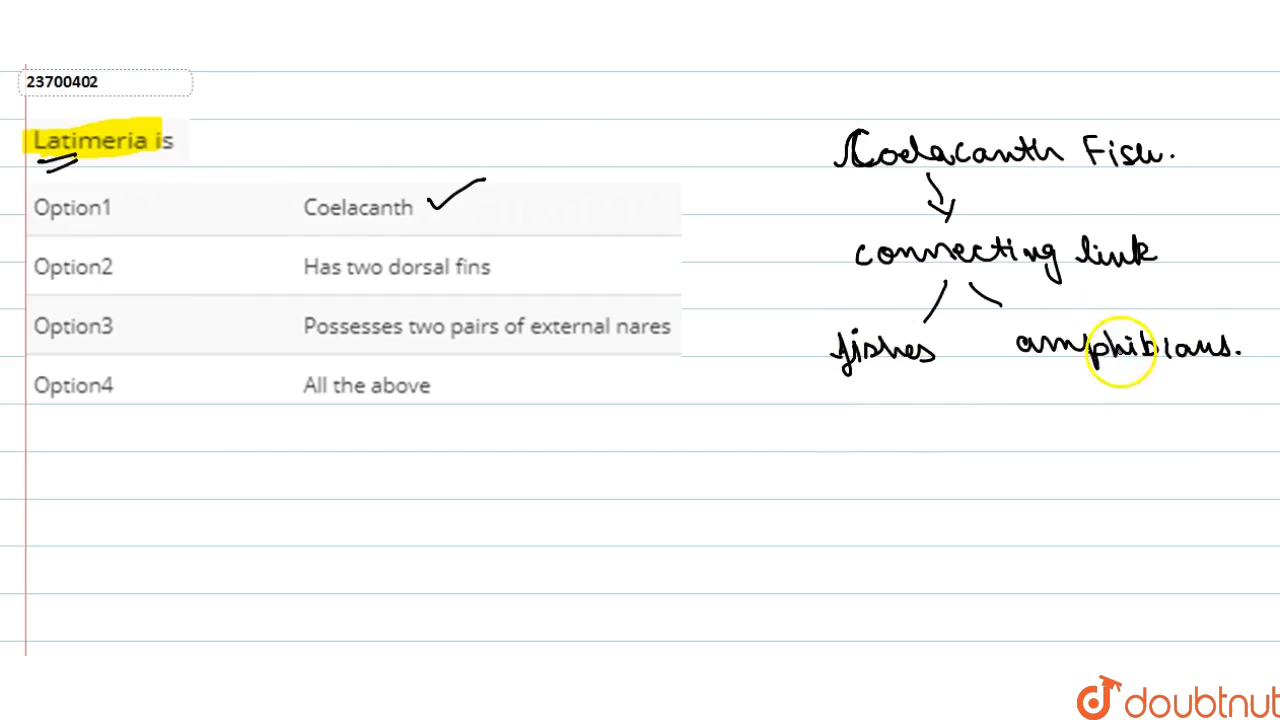 23700402
Latimeria is
Option1 Coelacanth
Option2 Has two dorsal fins
Option3 Possesses two pairs of external nares
Option4 All the above
Coelacanth Fish.
connecting link
fishes amphibians.
doubtnut